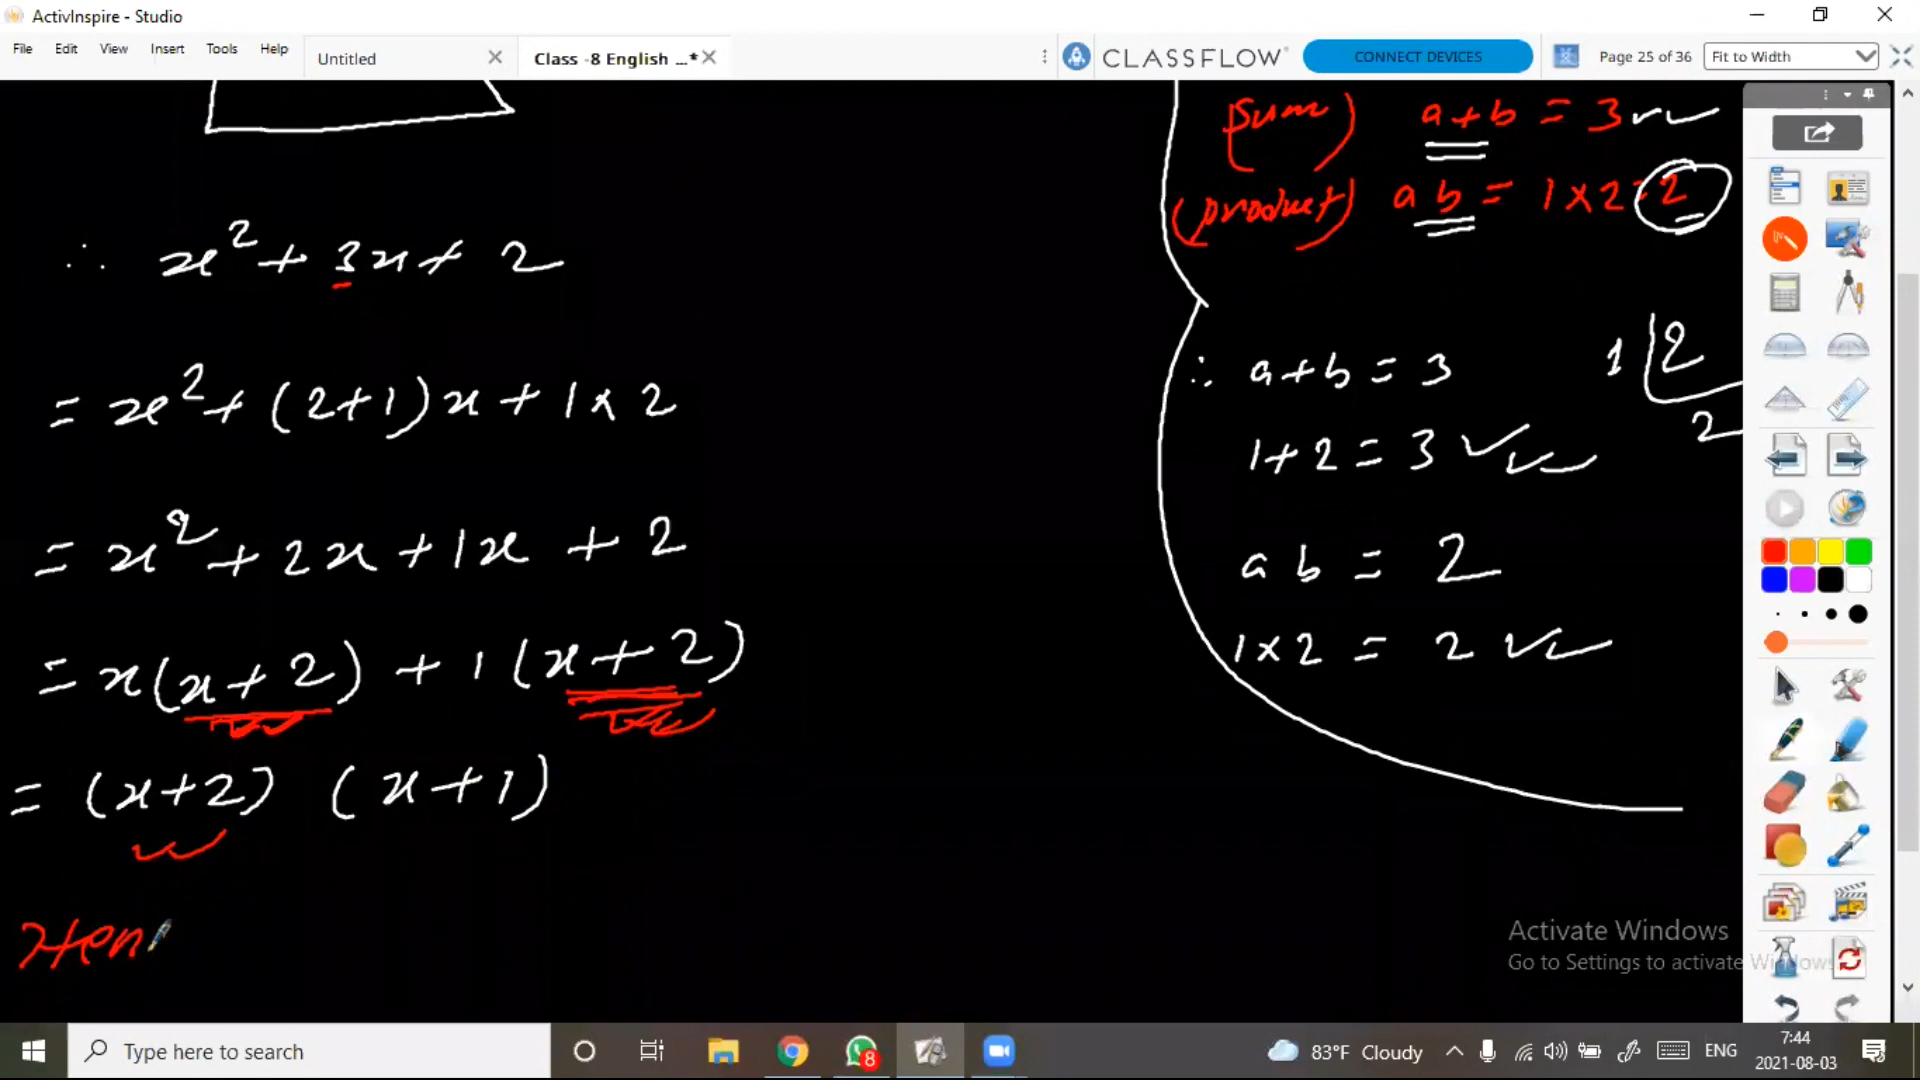 ActivInspire - Studio
File Edit View Insert Tools Help
Untitled
Class -8 English ...*
CLASSFLOW
CONNECT DEVICES
Page 25 of 36
Fit to Width
∴ x² + 3x + 2
= x² + (2+1)x + 1 × 2
= x² + 2x + 1x + 2
= x(x+2) + 1(x+2)
= (x+2) (x+1)
Hen
(sum) a+b = 3
(product) ab = 1×2=2
∴ a+b = 3
1 2
2
1+2 = 3
ab = 2
1×2 = 2
Activate Windows
Go to Settings to activate Windows.
Type here to search
8
83°F Cloudy
ENG
7:44
2021-08-03